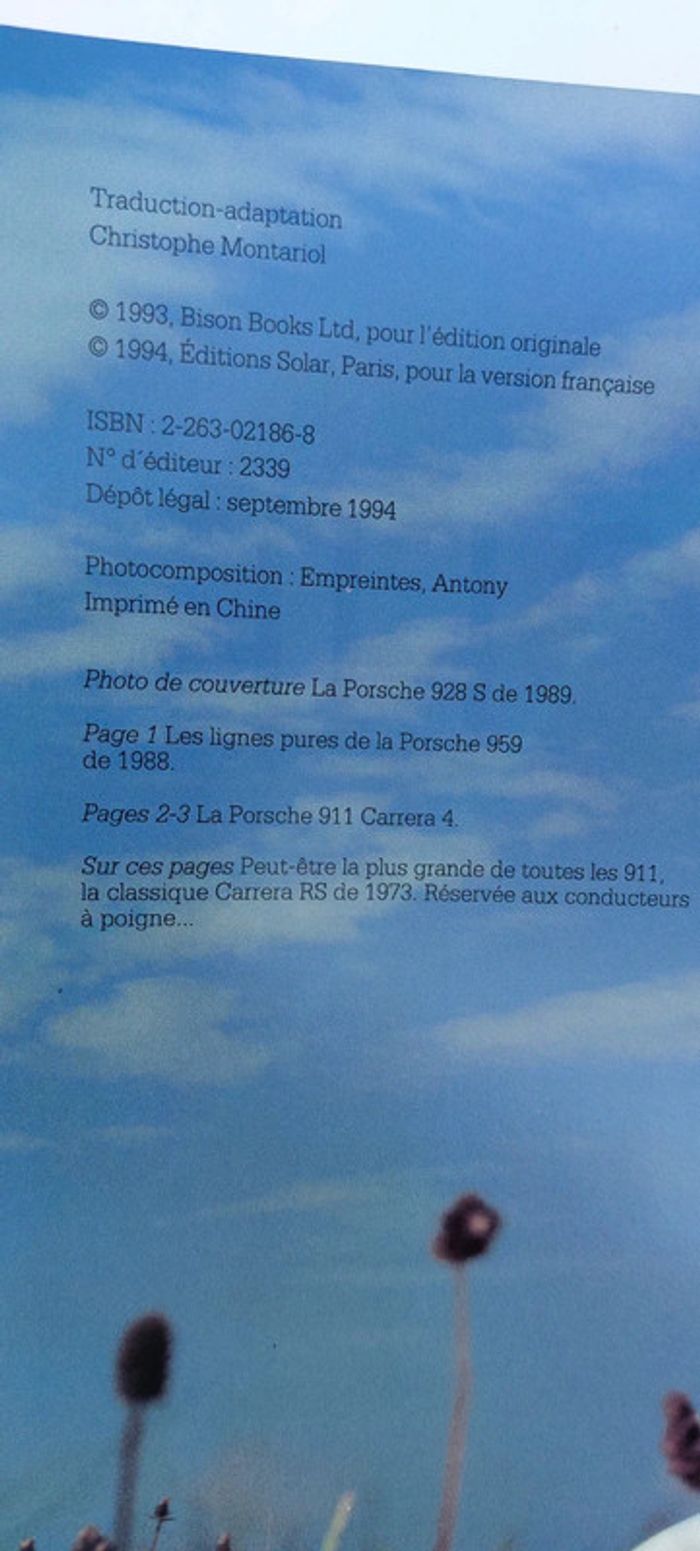 Traduction-adaptation
Christophe Montariol
© 1993, Bison Books Ltd, pour l'édition originale
© 1994, Éditions Solar, Paris, pour la version française
ISBN : 2-263-02186-8
N° d'éditeur : 2339
Dépôt légal : septembre 1994
Photocomposition : Empreintes, Antony
Imprimé en Chine
Photo de couverture La Porsche 928 S de 1989.
Page 1 Les lignes pures de la Porsche 959
de 1988.
Pages 2-3 La Porsche 911 Carrera 4.
Sur ces pages Peut-être la plus grande de toutes les 911,
la classique Carrera RS de 1973. Réservée aux conducteurs
à poigne...